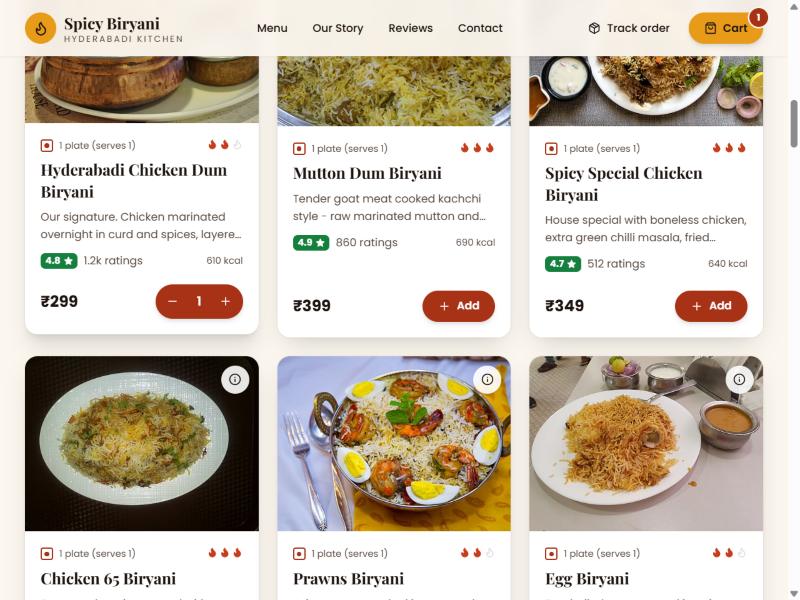 Spicy Biryani
HYDERABADI KITCHEN
Menu
Our Story
Reviews
Contact
Track order
Cart
1
1 plate (serves 1)
Hyderabadi Chicken Dum
Biryani
Our signature. Chicken marinated
overnight in curd and spices, layere…
4.8 ★ 1.2k ratings 610 kcal
₹299
− 1 +
1 plate (serves 1)
Mutton Dum Biryani
Tender goat meat cooked kachchi
style - raw marinated mutton and…
4.9 ★ 860 ratings 690 kcal
₹399
+ Add
1 plate (serves 1)
Spicy Special Chicken
Biryani
House special with boneless chicken,
extra green chilli masala, fried…
4.7 ★ 512 ratings 640 kcal
₹349
+ Add
1 plate (serves 1)
Chicken 65 Biryani
1 plate (serves 1)
Prawns Biryani
1 plate (serves 1)
Egg Biryani